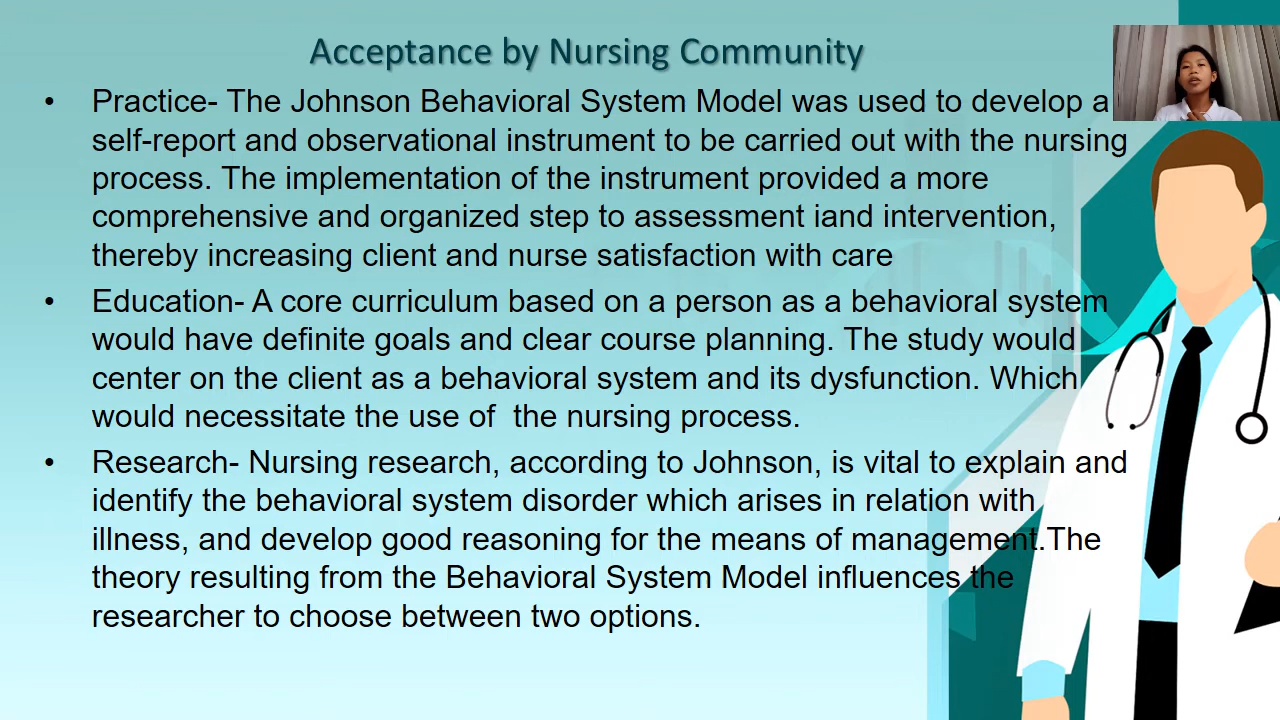 Acceptance by Nursing Community
• Practice- The Johnson Behavioral System Model was used to develop a
self-report and observational instrument to be carried out with the nursing
process. The implementation of the instrument provided a more
comprehensive and organized step to assessment iand intervention,
thereby increasing client and nurse satisfaction with care
• Education- A core curriculum based on a person as a behavioral system
would have definite goals and clear course planning. The study would
center on the client as a behavioral system and its dysfunction. Which
would necessitate the use of  the nursing process.
• Research- Nursing research, according to Johnson, is vital to explain and
identify the behavioral system disorder which arises in relation with
illness, and develop good reasoning for the means of management.The
theory resulting from the Behavioral System Model influences the
researcher to choose between two options.